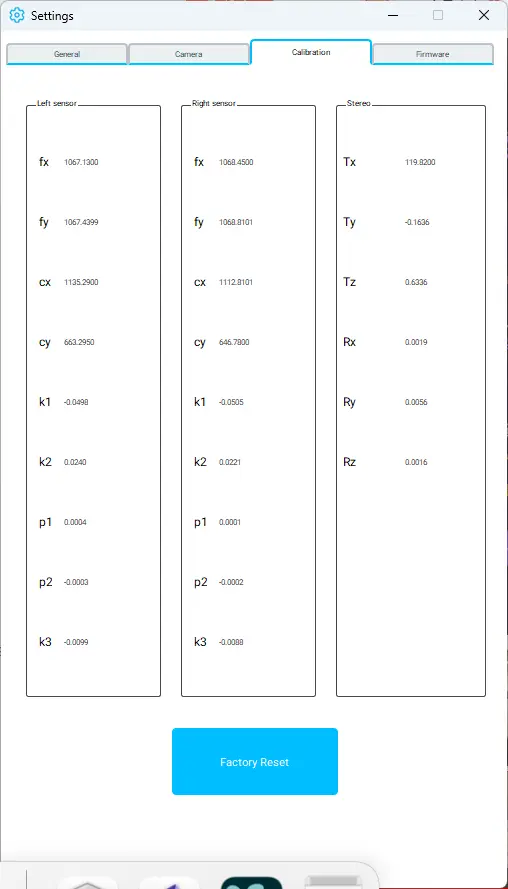 Settings
General
Camera
Calibration
Firmware
Left sensor
fx 1067.1300
fy 1067.4399
cx 1135.2900
cy 663.2950
k1 -0.0498
k2 0.0240
p1 0.0004
p2 -0.0003
k3 -0.0099
Right sensor
fx 1068.4500
fy 1068.8101
cx 1112.8101
cy 646.7800
k1 -0.0505
k2 0.0221
p1 0.0001
p2 -0.0002
k3 -0.0088
Stereo
Tx 119.8200
Ty -0.1636
Tz 0.6336
Rx 0.0019
Ry 0.0056
Rz 0.0016
Factory Reset